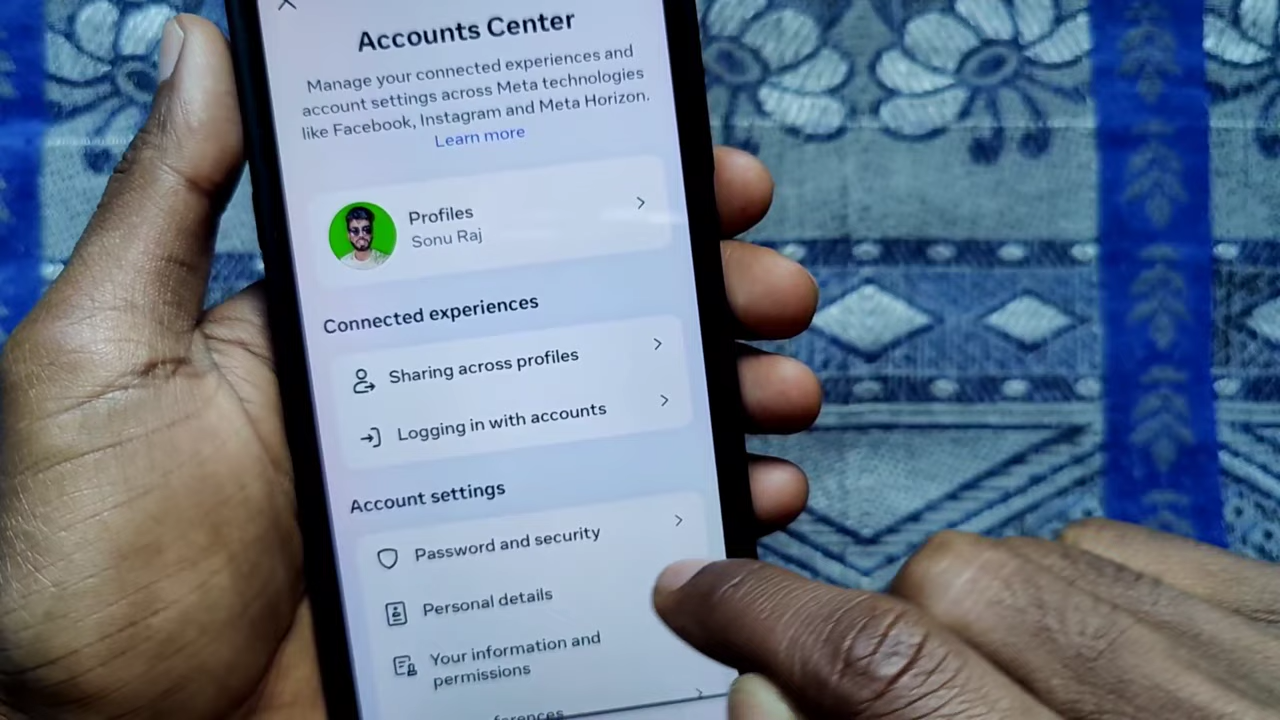 Accounts Center
Manage your connected experiences and
account settings across Meta technologies
like Facebook, Instagram and Meta Horizon.
Learn more
Profiles
Sonu Raj
Connected experiences
Sharing across profiles
Logging in with accounts
Account settings
Password and security
Personal details
Your information and
permissions